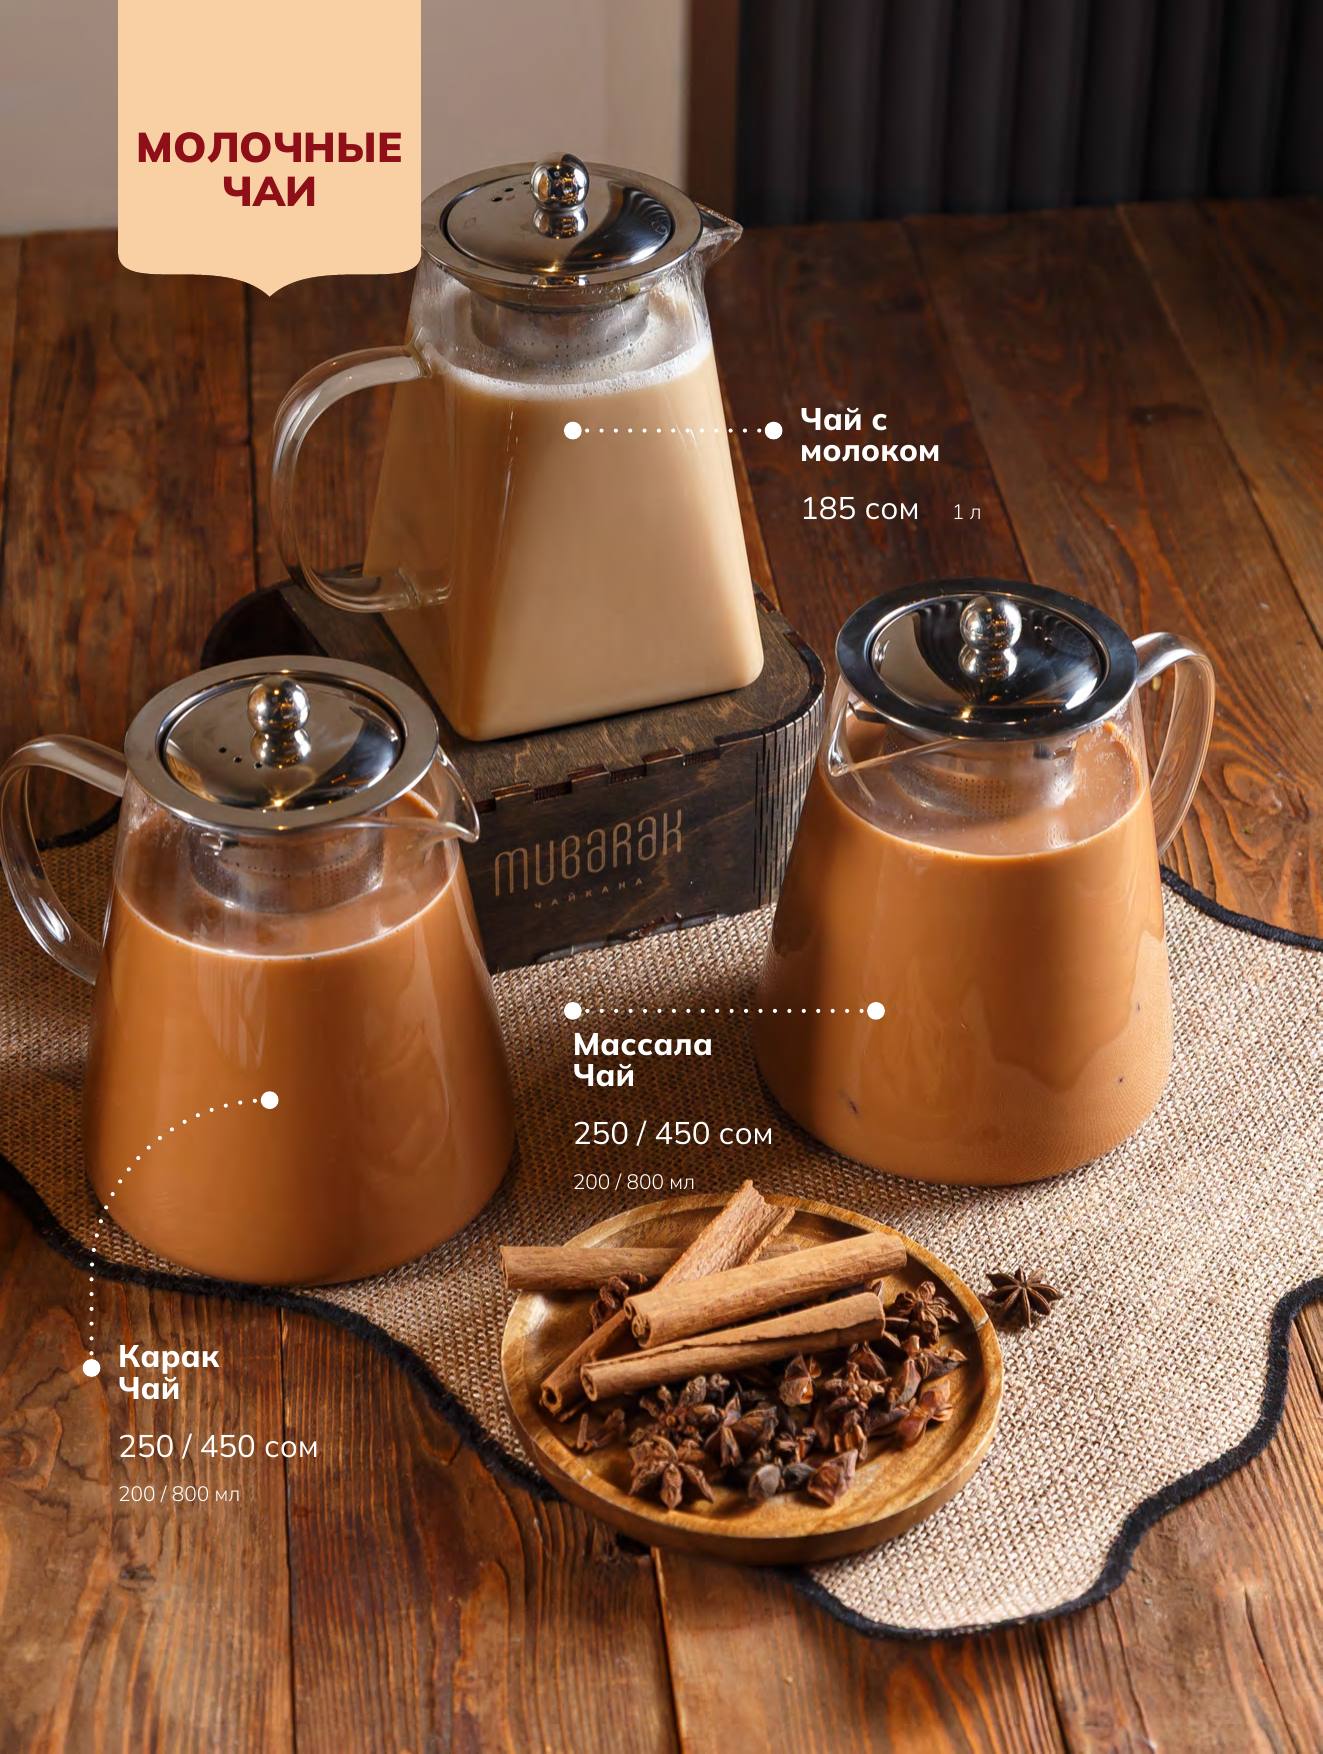 МОЛОЧНЫЕ
ЧАИ
Чай с
молоком
185 сом 1 л
mubarak
ЧАЙКАНА
Массала
Чай
250 / 450 сом
200 / 800 мл
Карак
Чай
250 / 450 сом
200 / 800 мл